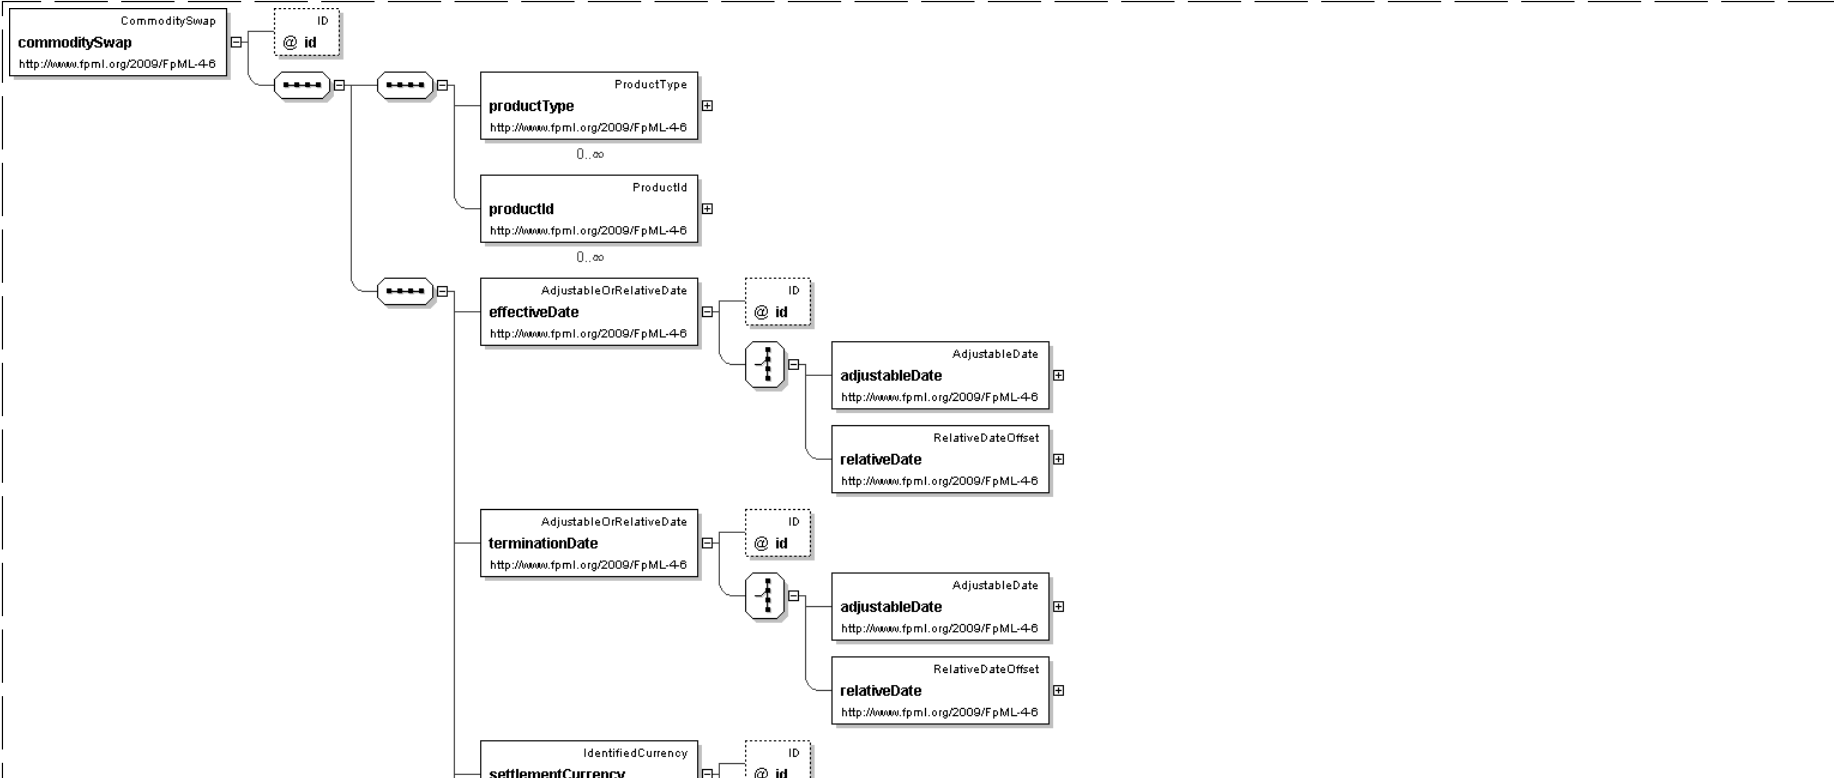 CommoditySwap
commoditySwap
http://www.fpml.org/2009/FpML-4-6
ID
@ id
ProductType
productType
http://www.fpml.org/2009/FpML-4-6
0..∞
ProductId
productId
http://www.fpml.org/2009/FpML-4-6
0..∞
AdjustableOrRelativeDate
effectiveDate
http://www.fpml.org/2009/FpML-4-6
ID
@ id
AdjustableDate
adjustableDate
http://www.fpml.org/2009/FpML-4-6
RelativeDateOffset
relativeDate
http://www.fpml.org/2009/FpML-4-6
AdjustableOrRelativeDate
terminationDate
http://www.fpml.org/2009/FpML-4-6
ID
@ id
AdjustableDate
adjustableDate
http://www.fpml.org/2009/FpML-4-6
RelativeDateOffset
relativeDate
http://www.fpml.org/2009/FpML-4-6
IdentifiedCurrency
settlementCurrency
ID
@ id